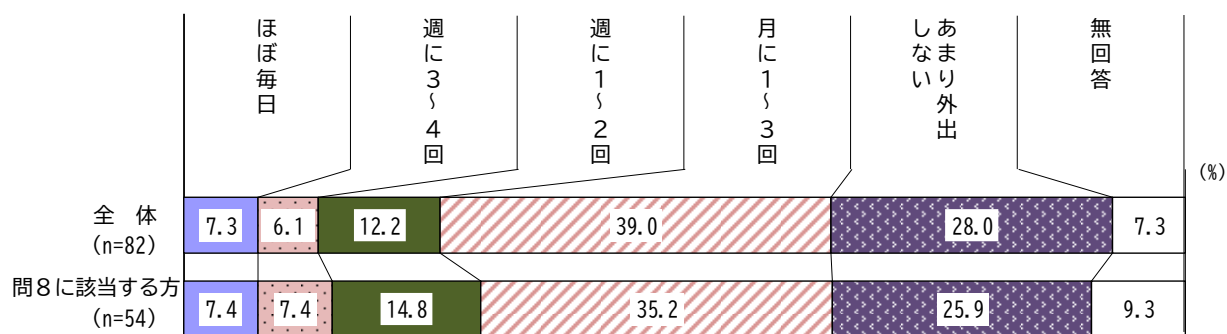 ほぼ毎日
週に３～４回
週に１～２回
月に１～３回
あまり外出
しない
無回答
(%)
全　体
(n=82)
7.3
6.1
12.2
39.0
28.0
7.3
問８に該当する方
(n=54)
7.4
7.4
14.8
35.2
25.9
9.3